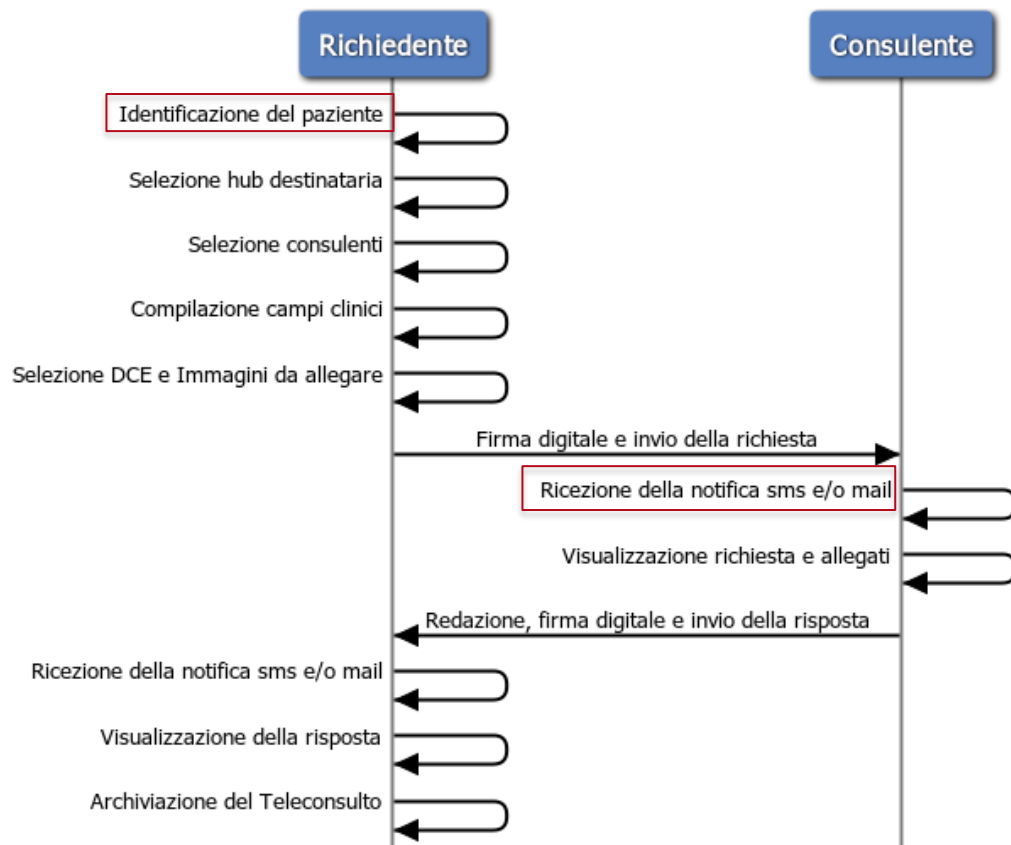 Richiedente
Consulente
Identificazione del paziente
Selezione hub destinataria
Selezione consulenti
Compilazione campi clinici
Selezione DCE e Immagini da allegare
Firma digitale e invio della richiesta
Ricezione della notifica sms e/o mail
Visualizzazione richiesta e allegati
Redazione, firma digitale e invio della risposta
Ricezione della notifica sms e/o mail
Visualizzazione della risposta
Archiviazione del Teleconsulto